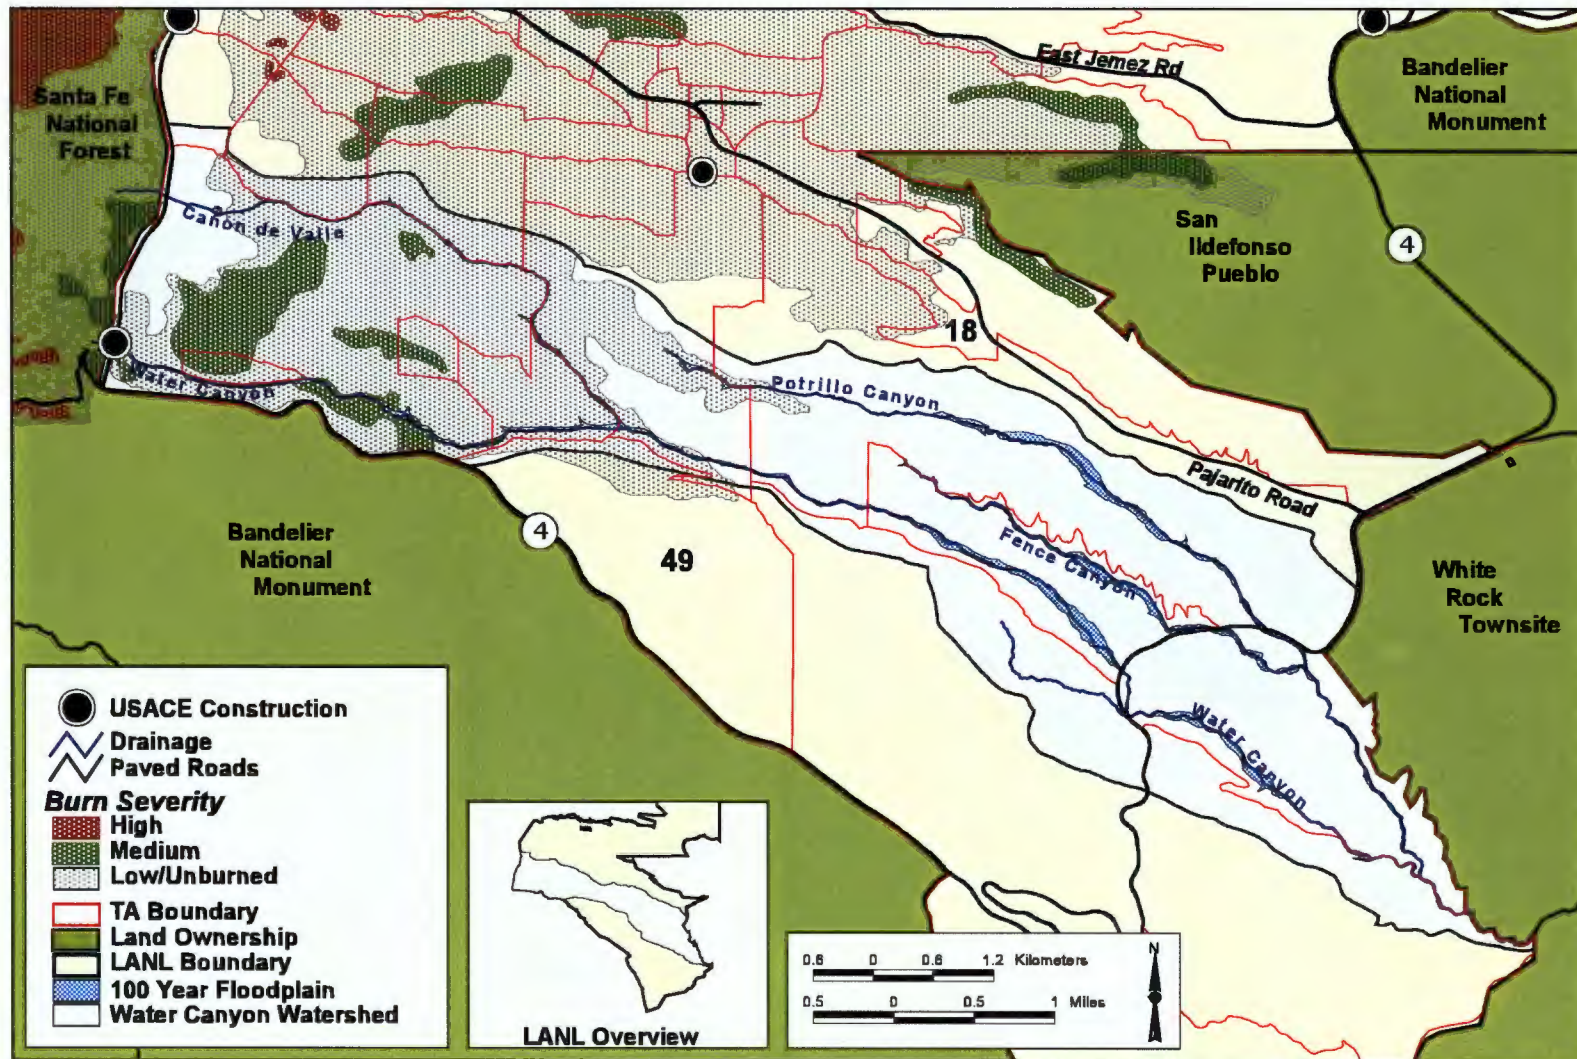 East Jemez Rd
Bandelier
National
Monument
Santa Fe
National
Forest
San
Ildefonso
Pueblo
4
Cañon de Valle
18
Water Canyon
Potrillo Canyon
Pajarito Road
Bandelier
National
Monument
4
49
Fence Canyon
White
Rock
Townsite
Water Canyon
USACE Construction
Drainage
Paved Roads
Burn Severity
High
Medium
Low/Unburned
TA Boundary
Land Ownership
LANL Boundary
100 Year Floodplain
Water Canyon Watershed
LANL Overview
0.6 0 0.6 1.2 Kilometers
0.5 0 0.5 1 Miles
N